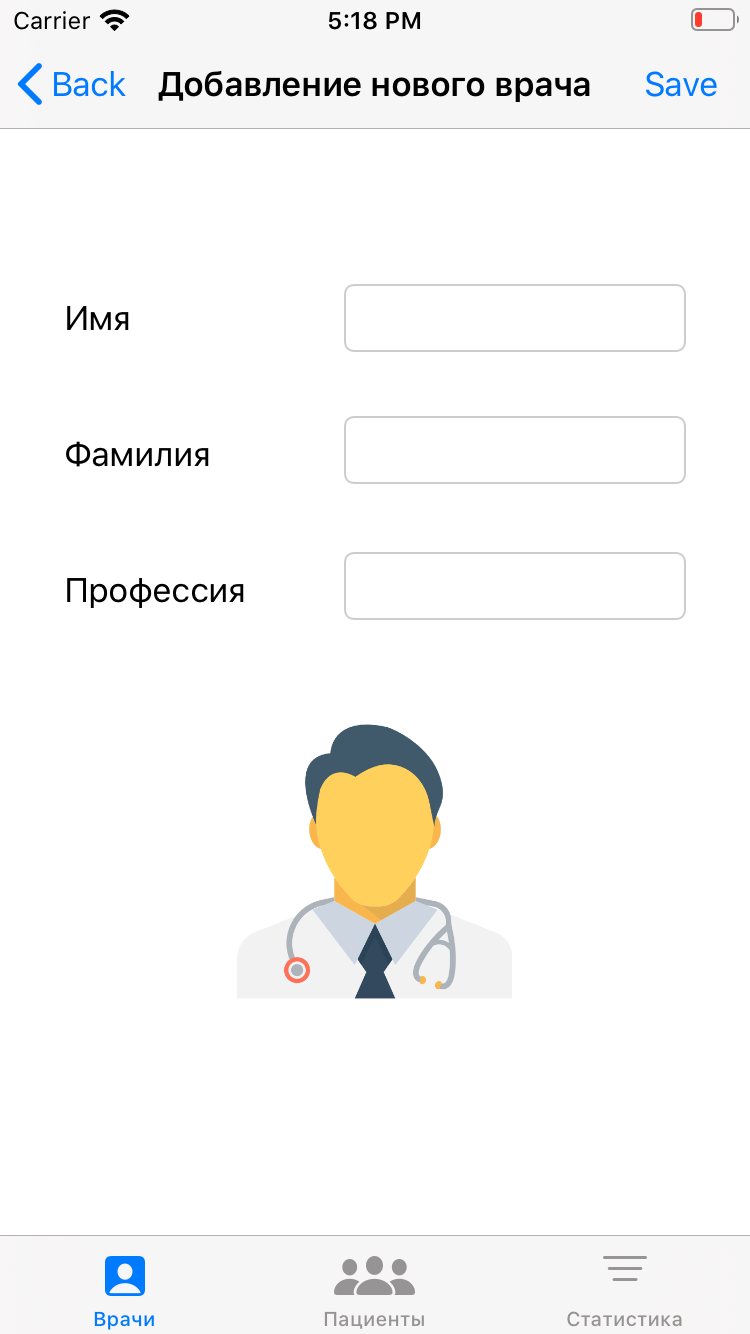 Carrier 5:18 PM
Back Добавление нового врача Save
Имя
Фамилия
Профессия
Врачи Пациенты Статистика